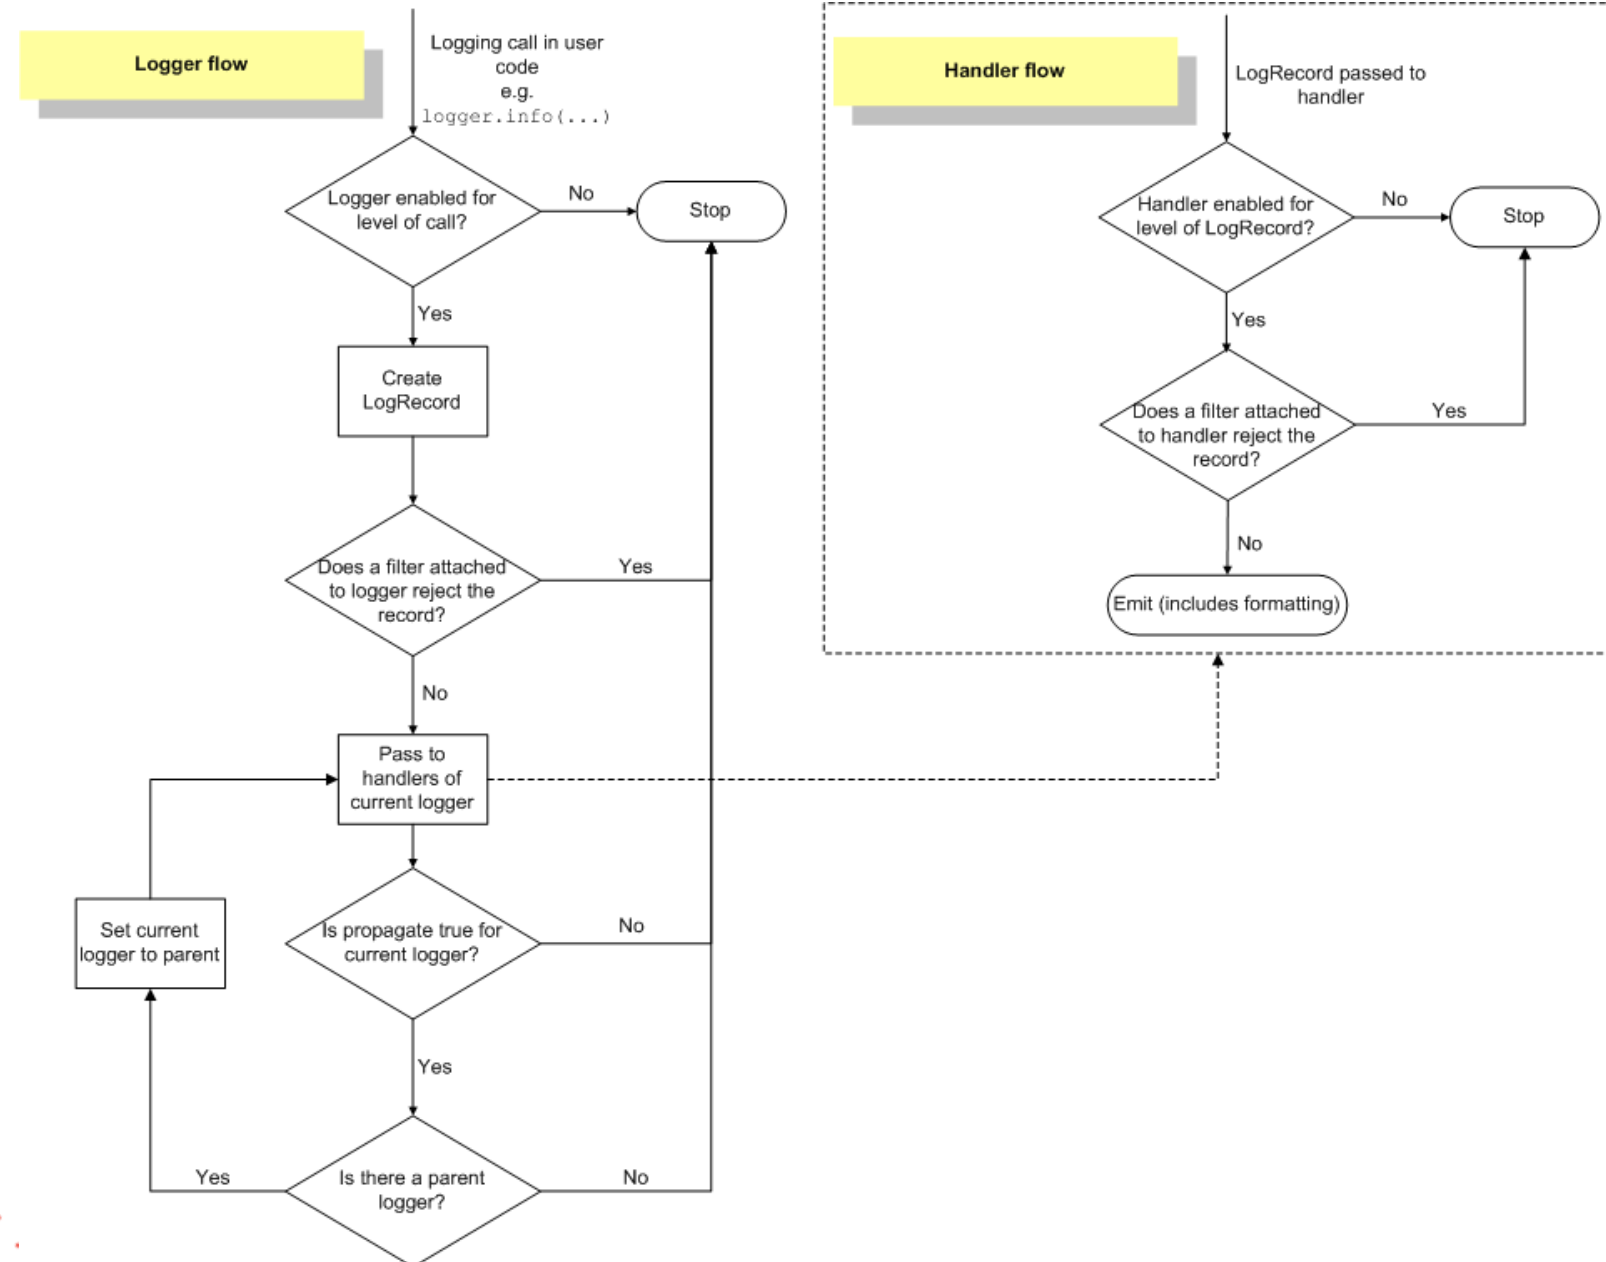 Logger flow
Logging call in user
code
e.g.
logger.info(...)
Logger enabled for
level of call?
No
Stop
Yes
Create
LogRecord
Does a filter attached
to logger reject the
record?
Yes
No
Pass to
handlers of
current logger
Set current
logger to parent
Is propagate true for
current logger?
No
Yes
Is there a parent
logger?
Yes
No
Handler flow
LogRecord passed to
handler
Handler enabled for
level of LogRecord?
No
Stop
Yes
Does a filter attached
to handler reject the
record?
Yes
No
Emit (includes formatting)